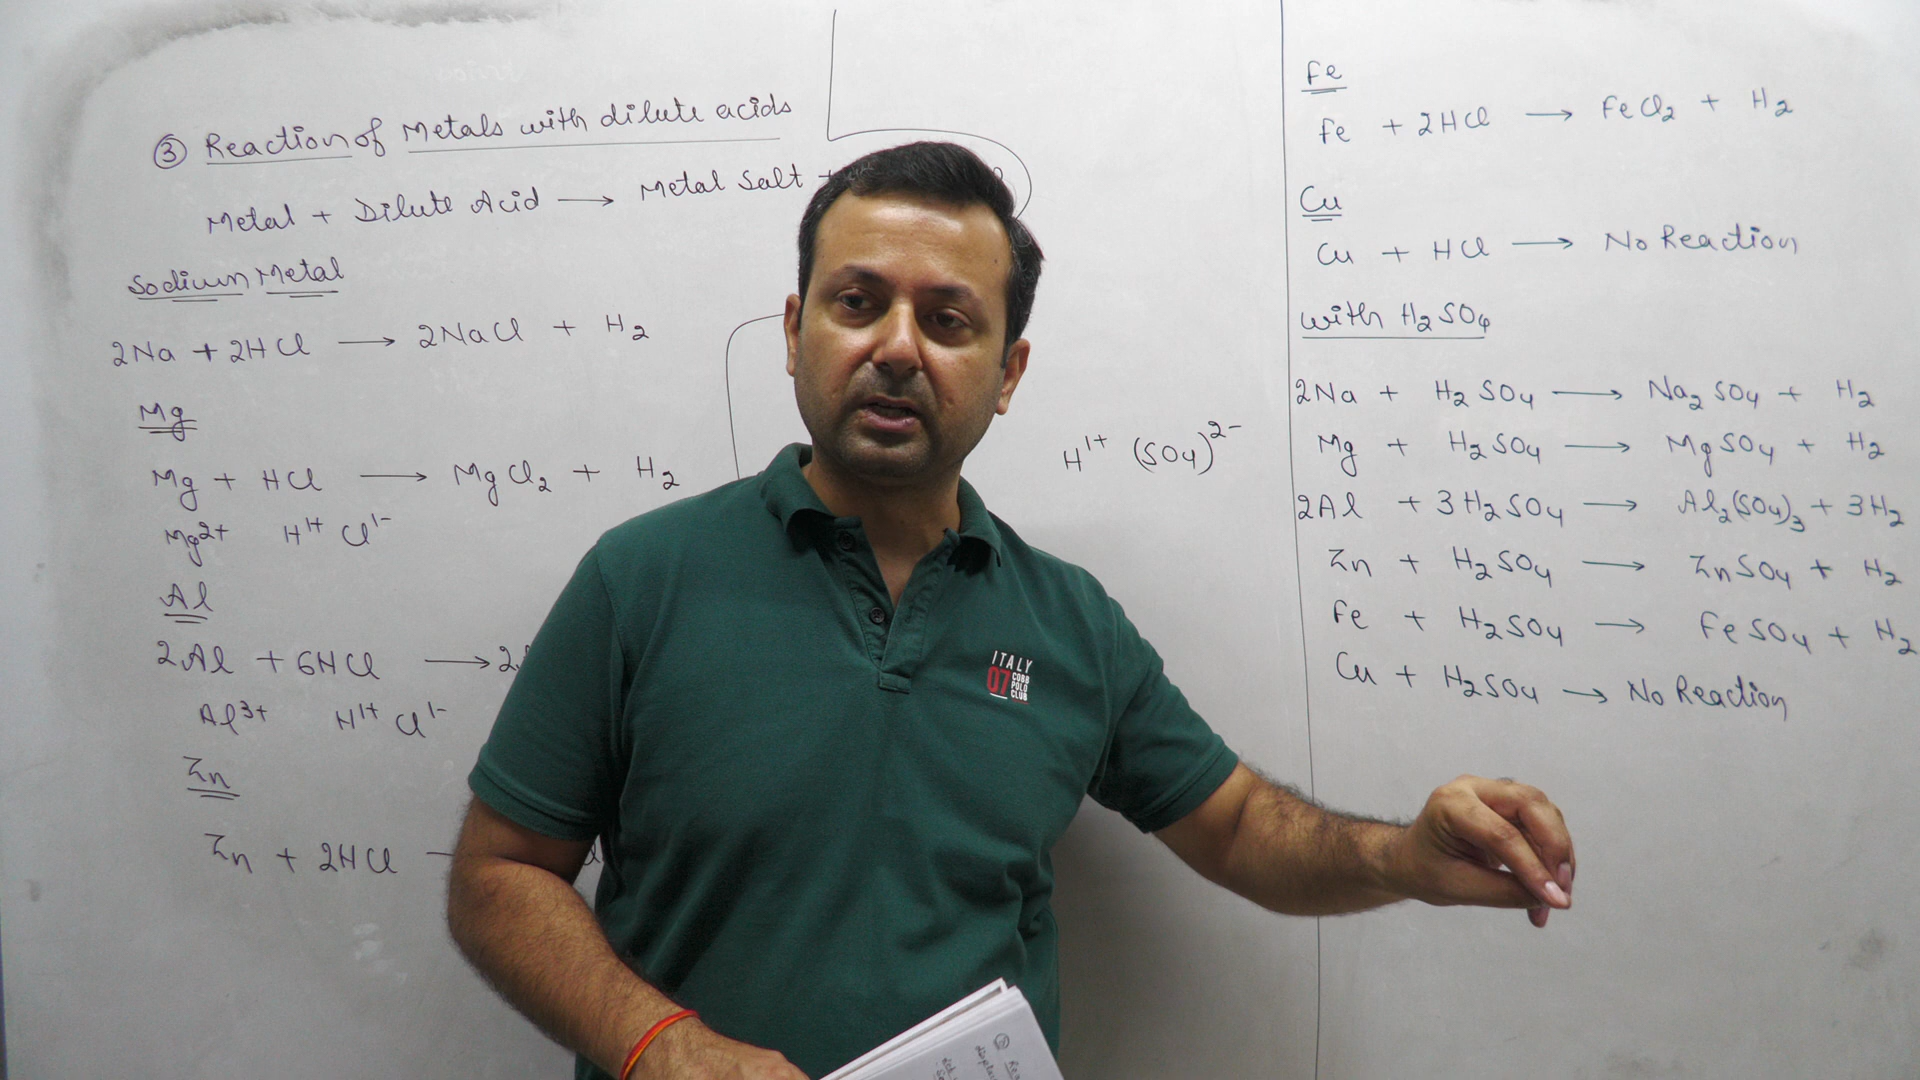 ③ Reaction of Metals with dilute acids
Metal + Dilute Acid ⟶ Metal Salt +
Sodium Metal
2Na + 2HCl ⟶ 2NaCl + H₂
Mg
Mg + HCl ⟶ MgCl₂ + H₂
Mg²⁺ H¹⁺ Cl¹⁻
Al
2Al + 6HCl ⟶ 2
Al³⁺ H¹⁺ Cl¹⁻
Zn
Zn + 2HCl
H¹⁺ (SO₄)²⁻
Fe
Fe + 2HCl ⟶ FeCl₂ + H₂
Cu
Cu + HCl ⟶ No Reaction
with H₂SO₄
2Na + H₂SO₄ ⟶ Na₂SO₄ + H₂
Mg + H₂SO₄ ⟶ MgSO₄ + H₂
2Al + 3H₂SO₄ ⟶ Al₂(SO₄)₃ + 3H₂
Zn + H₂SO₄ ⟶ ZnSO₄ + H₂
Fe + H₂SO₄ ⟶ FeSO₄ + H₂
Cu + H₂SO₄ ⟶ No Reaction
ITALY
07 COBB POLO CLUB